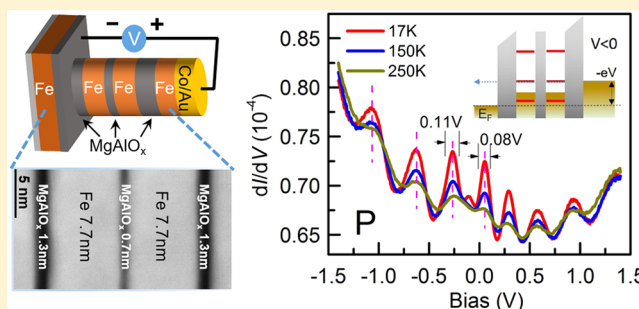 − V +
Fe
Fe
Fe
Fe
Co/Au
MgAlOₓ
5 nm
MgAlOₓ 1.3nm
Fe 7.7nm
MgAlOₓ 0.7nm
Fe 7.7nm
MgAlOₓ 1.3nm
dI/dV (10⁻⁴)
0.85
0.80
0.75
0.70
0.65
17K
150K
250K
0.11V
0.08V
P
V<0
-eV
E_F
-1.5 -1.0 -0.5 0.0 0.5 1.0 1.5
Bias (V)